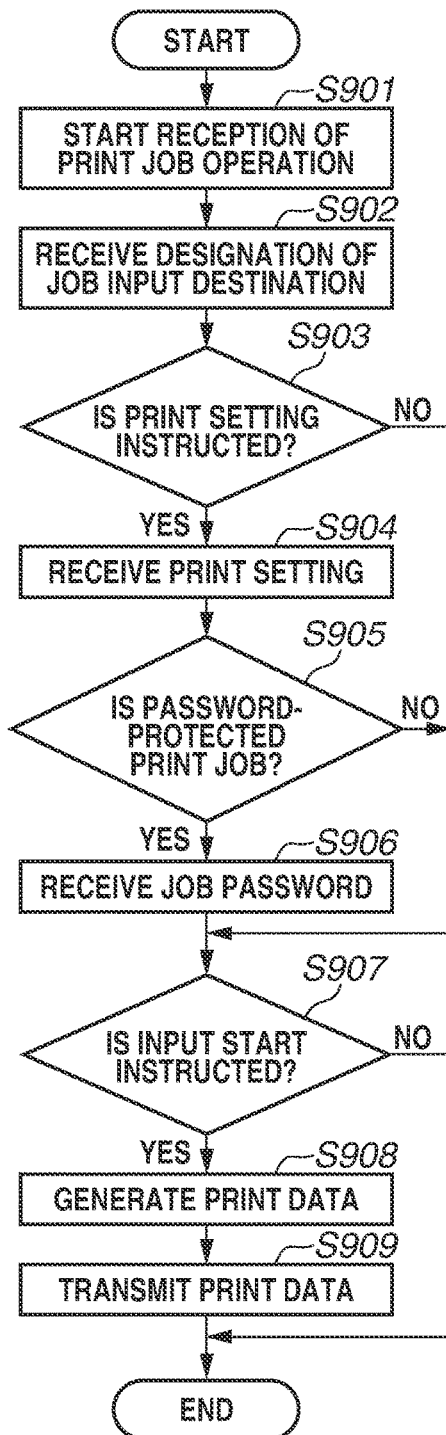 START
S901
START RECEPTION OF
PRINT JOB OPERATION
S902
RECEIVE DESIGNATION OF
JOB INPUT DESTINATION
S903
IS PRINT SETTING
INSTRUCTED?
NO
YES
S904
RECEIVE PRINT SETTING
S905
IS PASSWORD-
PROTECTED
PRINT JOB?
NO
YES
S906
RECEIVE JOB PASSWORD
S907
IS INPUT START
INSTRUCTED?
NO
YES
S908
GENERATE PRINT DATA
S909
TRANSMIT PRINT DATA
END